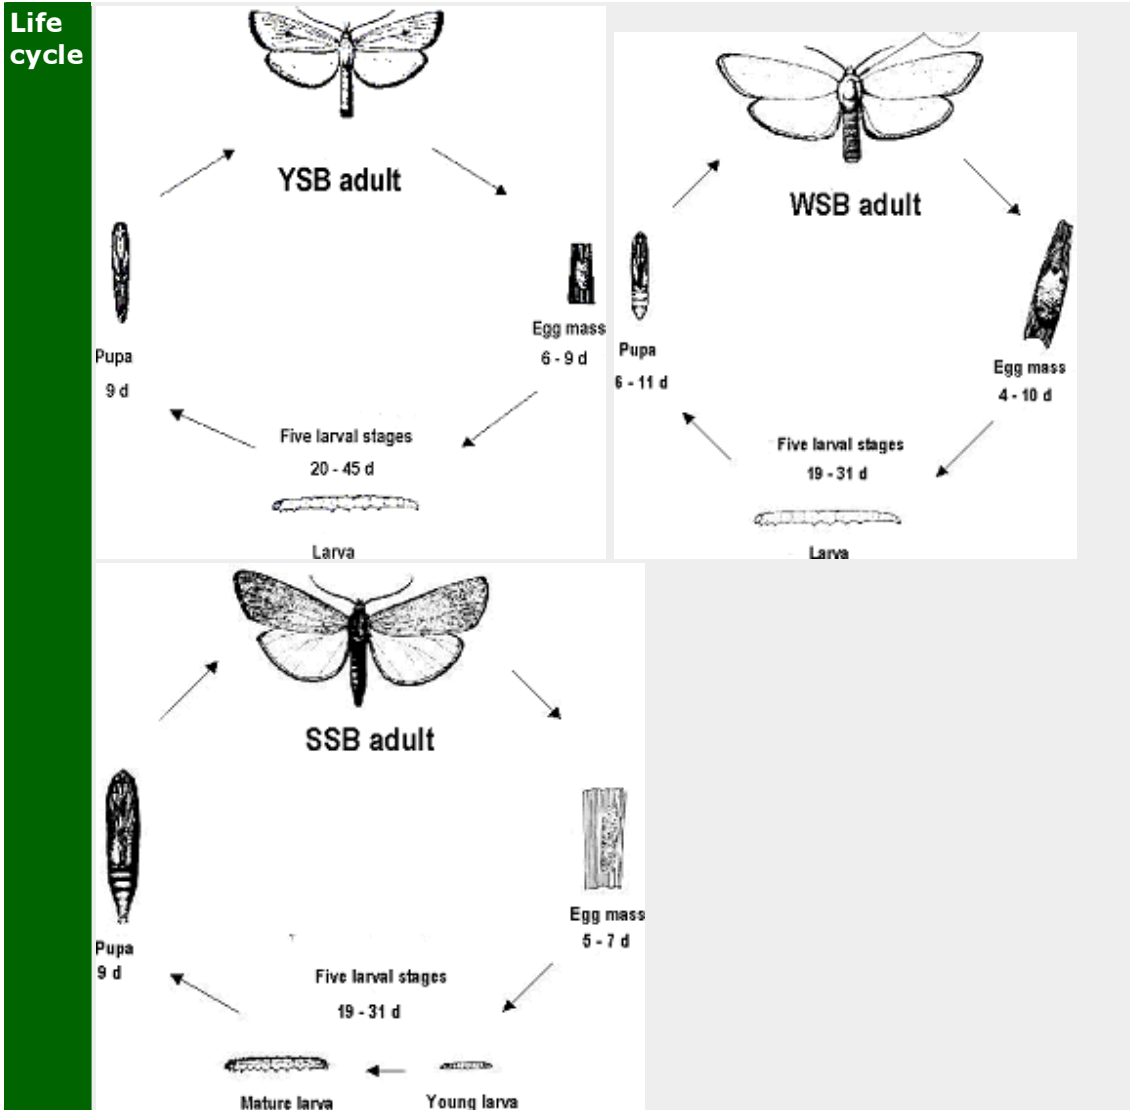 Life
cycle
YSB adult
Egg mass
6 - 9 d
Five larval stages
20 - 45 d
Larva
Pupa
9 d
WSB adult
Egg mass
4 - 10 d
Five larval stages
19 - 31 d
Larva
Pupa
6 - 11 d
SSB adult
Egg mass
5 - 7 d
Five larval stages
19 - 31 d
Young larva
Mature larva
Pupa
9 d